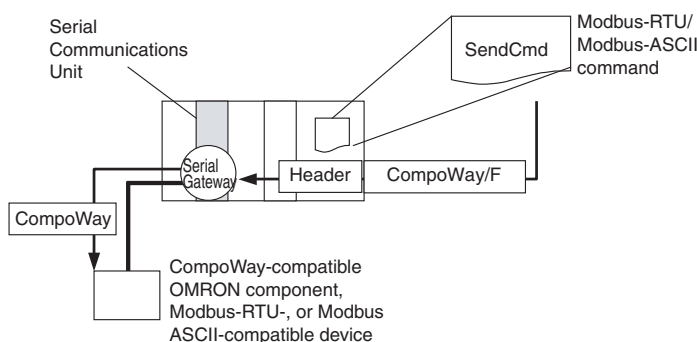 Serial
Communications
Unit
SendCmd
Modbus-RTU/
Modbus-ASCII
command
Serial
Gateway
Header
CompoWay/F
CompoWay
CompoWay-compatible
OMRON component,
Modbus-RTU-, or Modbus
ASCII-compatible device